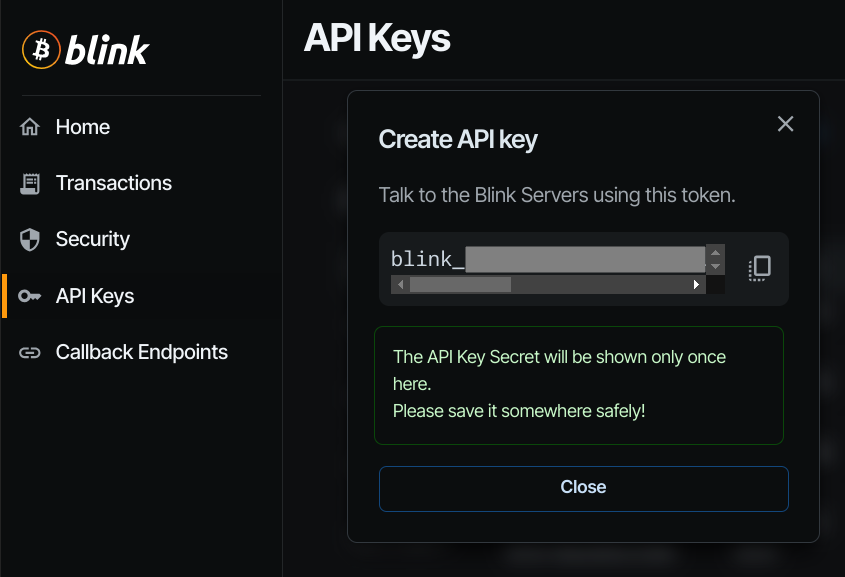 blink
Home
Transactions
Security
API Keys
Callback Endpoints
API Keys
Create API key
Talk to the Blink Servers using this token.
blink_
The API Key Secret will be shown only once
here.
Please save it somewhere safely!
Close